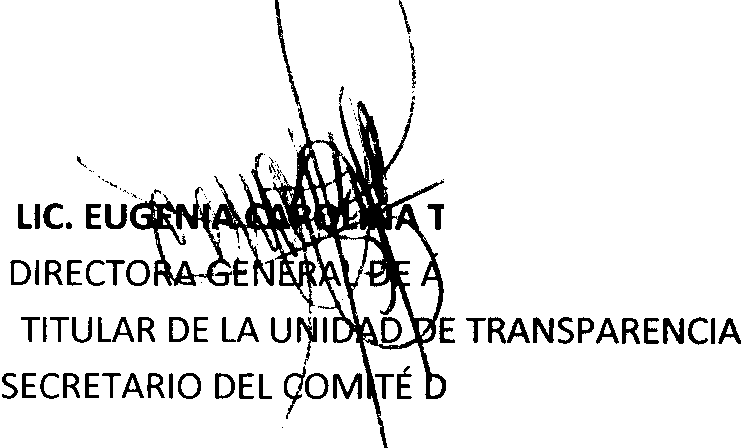 LIC. EUGENIA CAROLINA T
DIRECTORA GENERAL DE A
TITULAR DE LA UNIDAD DE TRANSPARENCIA
SECRETARIO DEL COMITÉ D